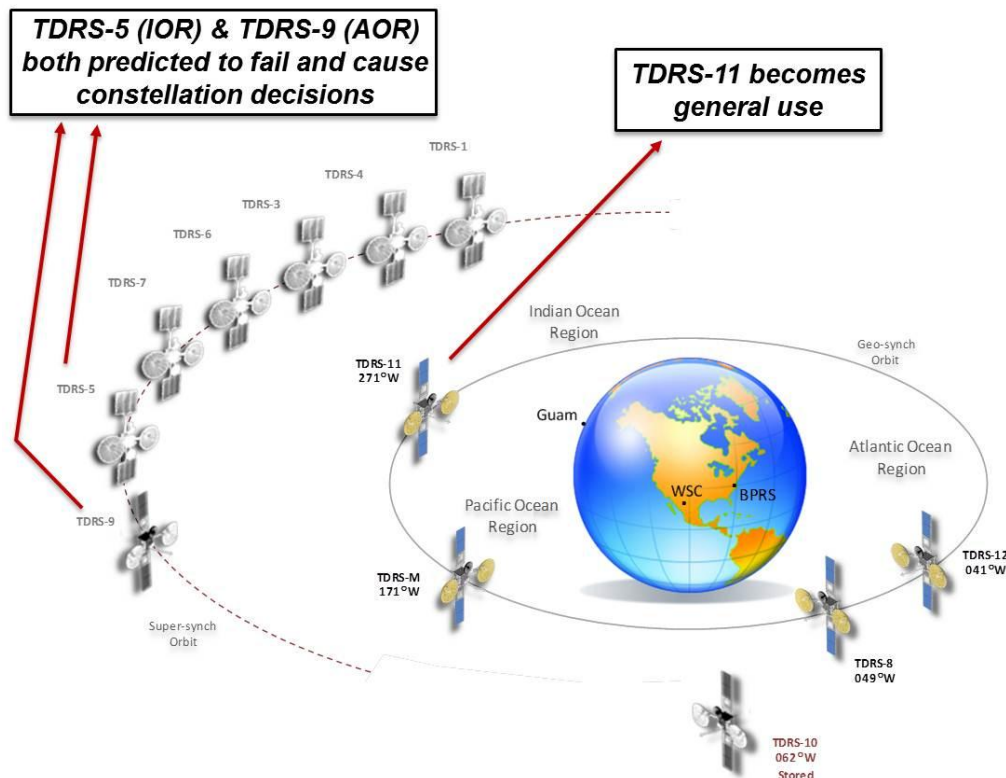 TDRS-5 (IOR) & TDRS-9 (AOR)
both predicted to fail and cause
constellation decisions
TDRS-11 becomes
general use
TDRS-1
TDRS-4
TDRS-3
TDRS-6
TDRS-7
TDRS-5
TDRS-9
Super-synch
Orbit
Indian Ocean
Region
Geo-synch
Orbit
TDRS-11
271°W
Guam
Atlantic Ocean
Region
WSC
BPRS
Pacific Ocean
Region
TDRS-M
171°W
TDRS-12
041°W
TDRS-8
049°W
TDRS-10
062°W
Stored